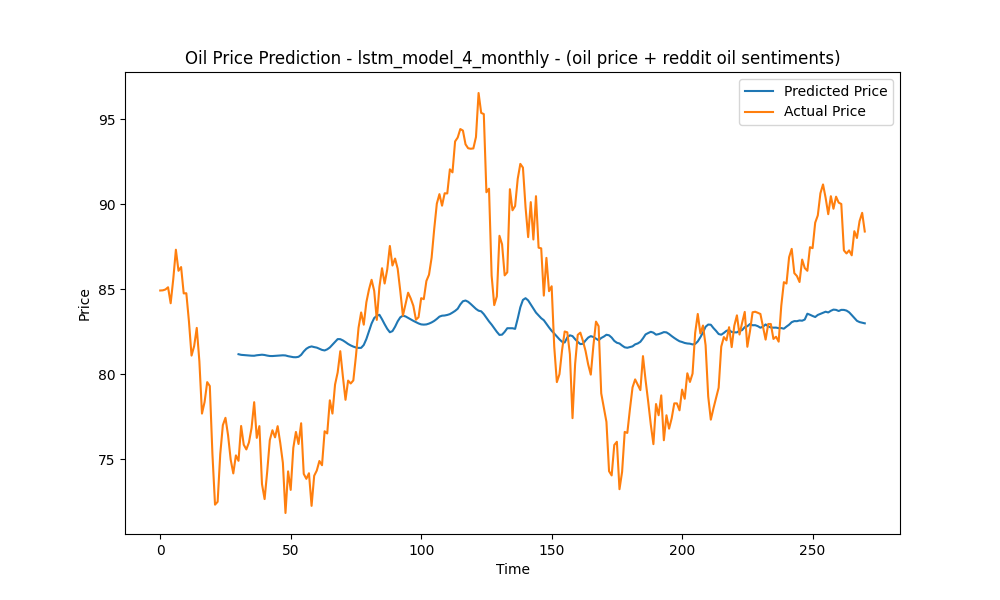 Oil Price Prediction - lstm_model_4_monthly - (oil price + reddit oil sentiments)
Predicted Price
Actual Price
95
90
85
80
75
Price
0 50 100 150 200 250
Time